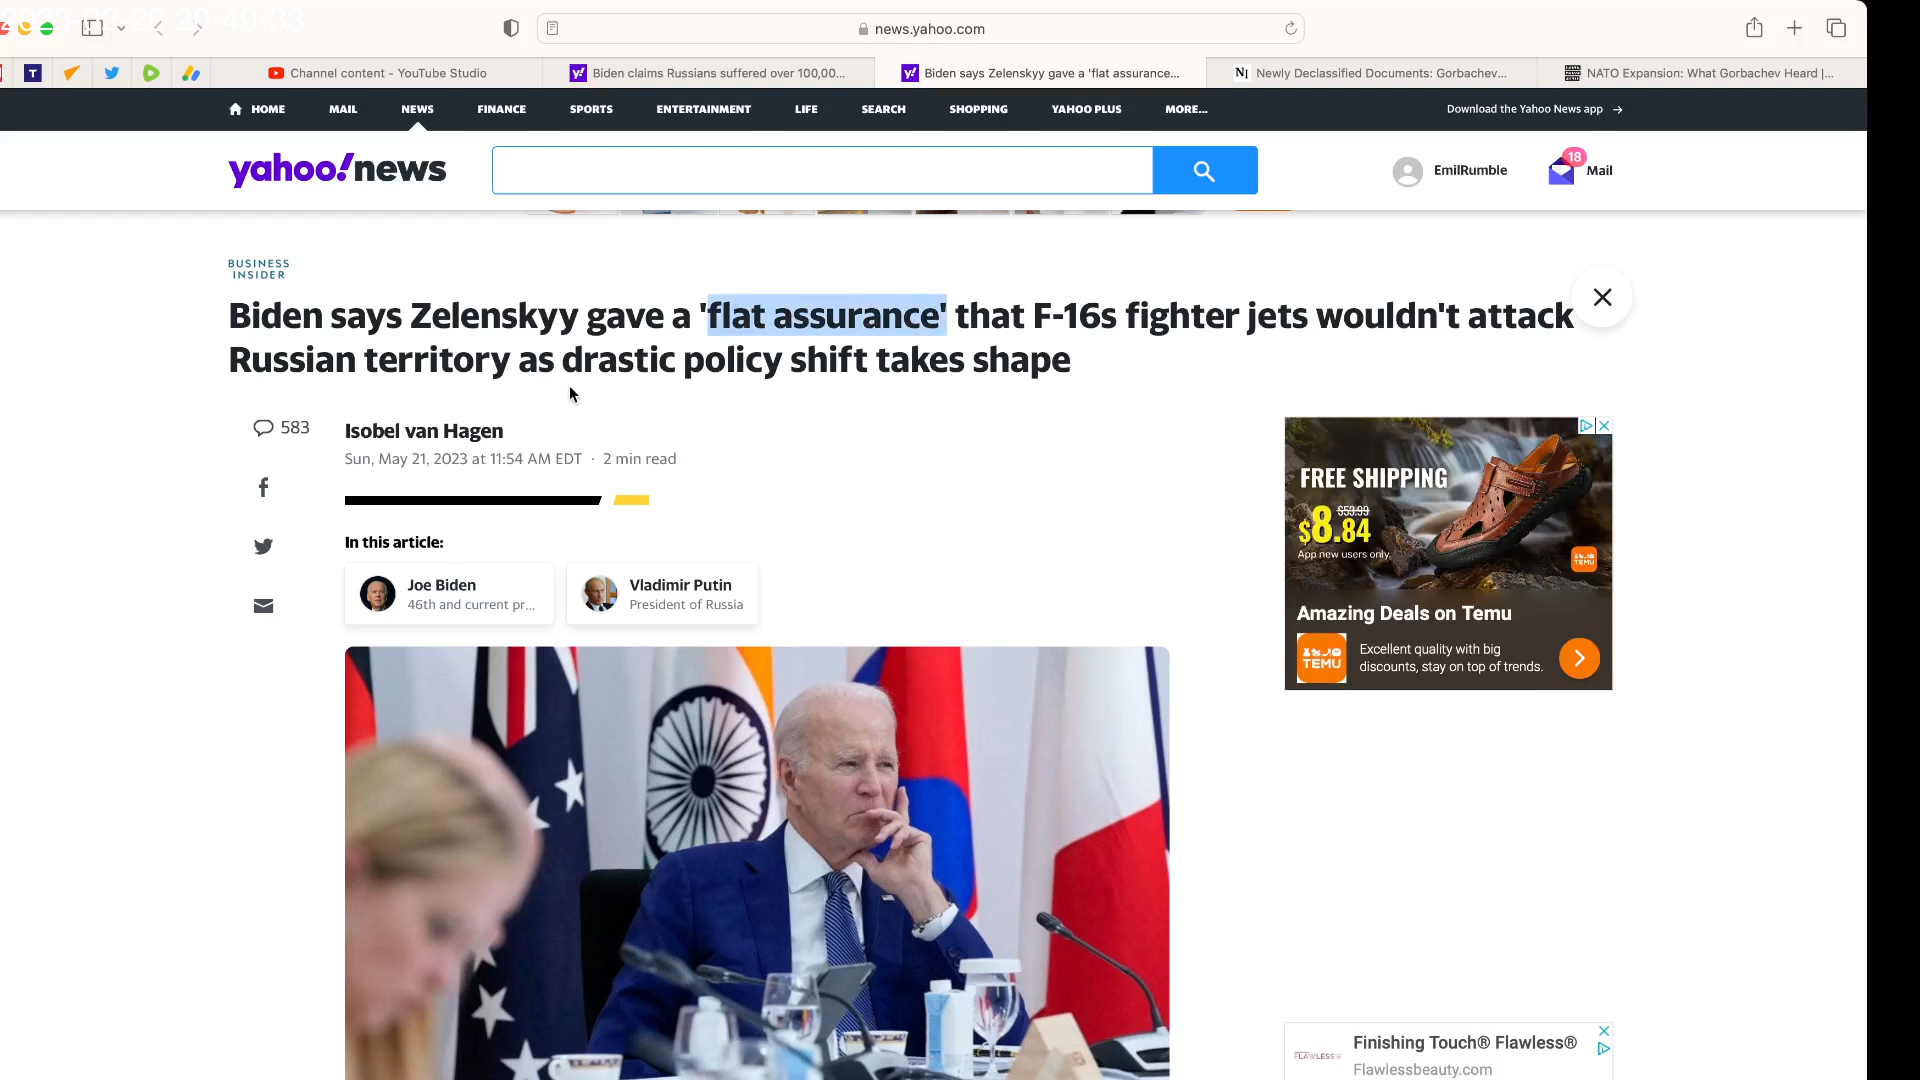 20-49-33
news.yahoo.com
T
Channel content - YouTube Studio
y! Biden claims Russians suffered over 100,00...
y! Biden says Zelenskyy gave a 'flat assurance...
NJ Newly Declassified Documents: Gorbachev...
NATO Expansion: What Gorbachev Heard |...
HOME MAIL NEWS FINANCE SPORTS ENTERTAINMENT LIFE SEARCH SHOPPING YAHOO PLUS MORE...
Download the Yahoo News app →
yahoo!news
EmilRumble
18
Mail
BUSINESS
INSIDER
Biden says Zelenskyy gave a 'flat assurance' that F-16s fighter jets wouldn't attack
Russian territory as drastic policy shift takes shape
583
Isobel van Hagen
Sun, May 21, 2023 at 11:54 AM EDT · 2 min read
In this article:
Joe Biden
46th and current pr...
Vladimir Putin
President of Russia
FREE SHIPPING
$53.99
$8.84
App new users only.
TEMU
Amazing Deals on Temu
TEMU
Excellent quality with big
discounts, stay on top of trends.
Finishing Touch® Flawless®
FLAWLESS
Flawlessbeauty.com